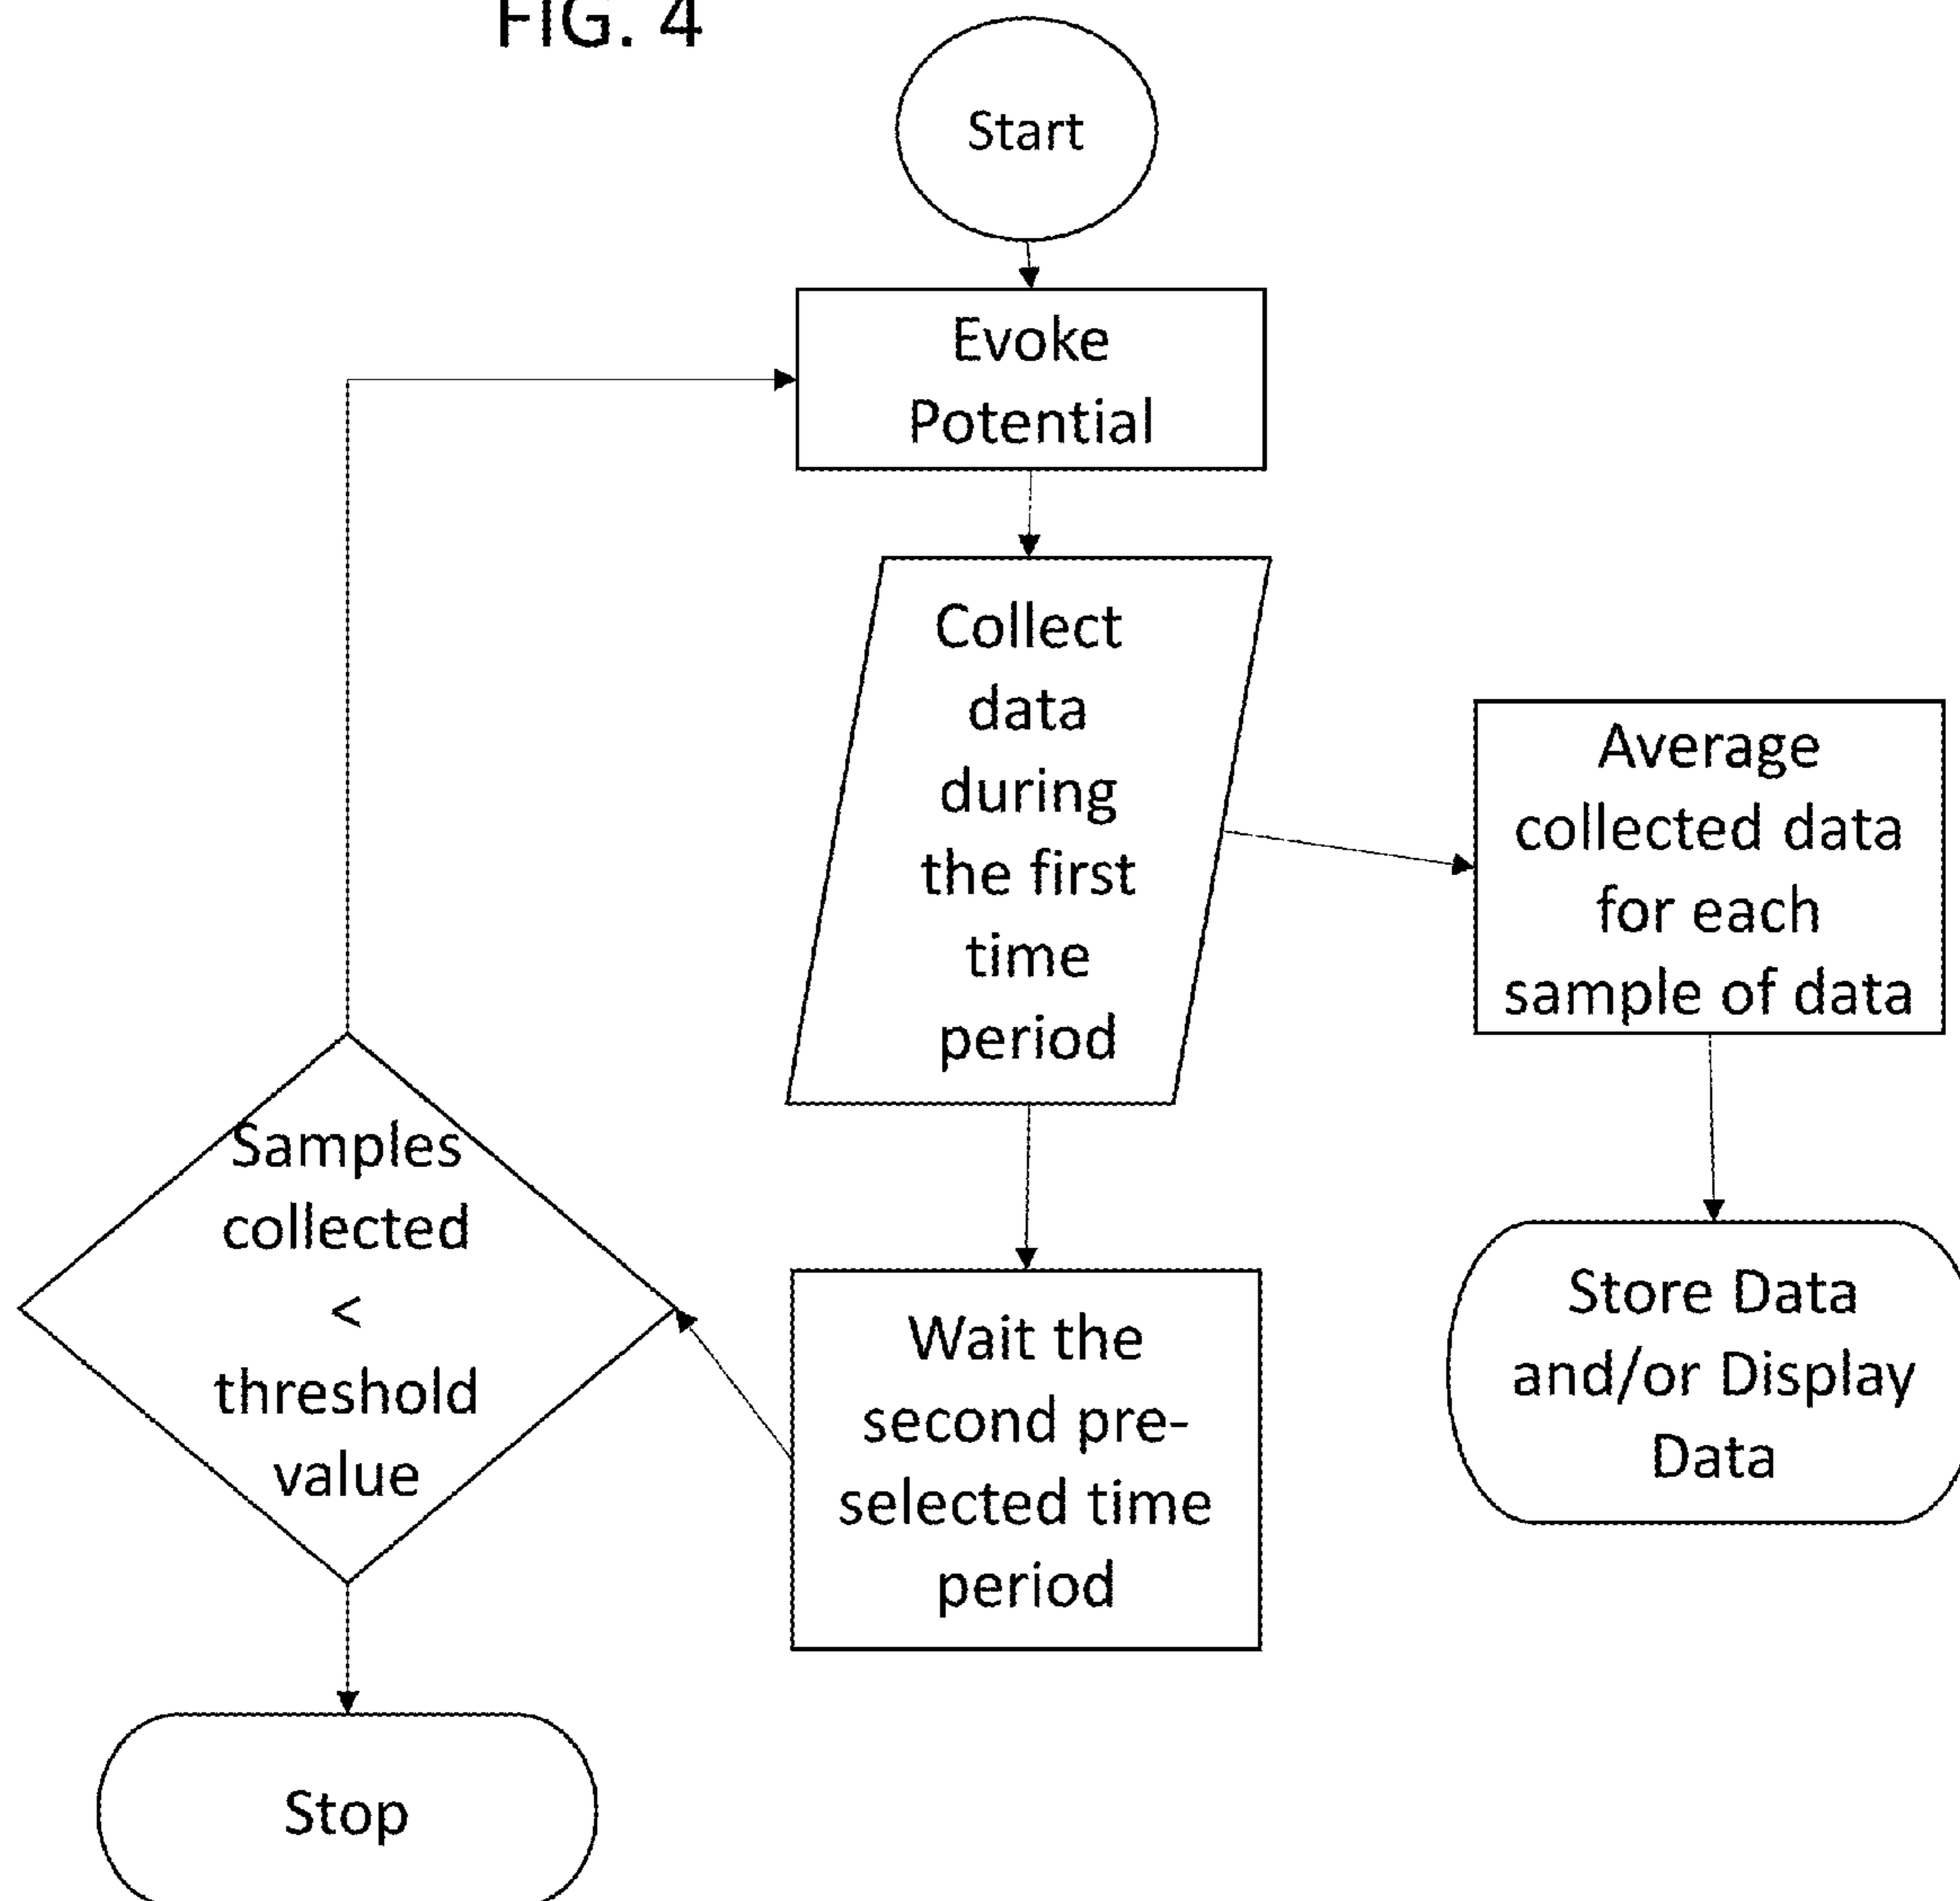 FIG. 4
Start
Evoke
Potential
Collect
data
during
the first
time
period
Average
collected data
for each
sample of data
Samples
collected
<
threshold
value
Wait the
second pre-
selected time
period
Store Data
and/or Display
Data
Stop